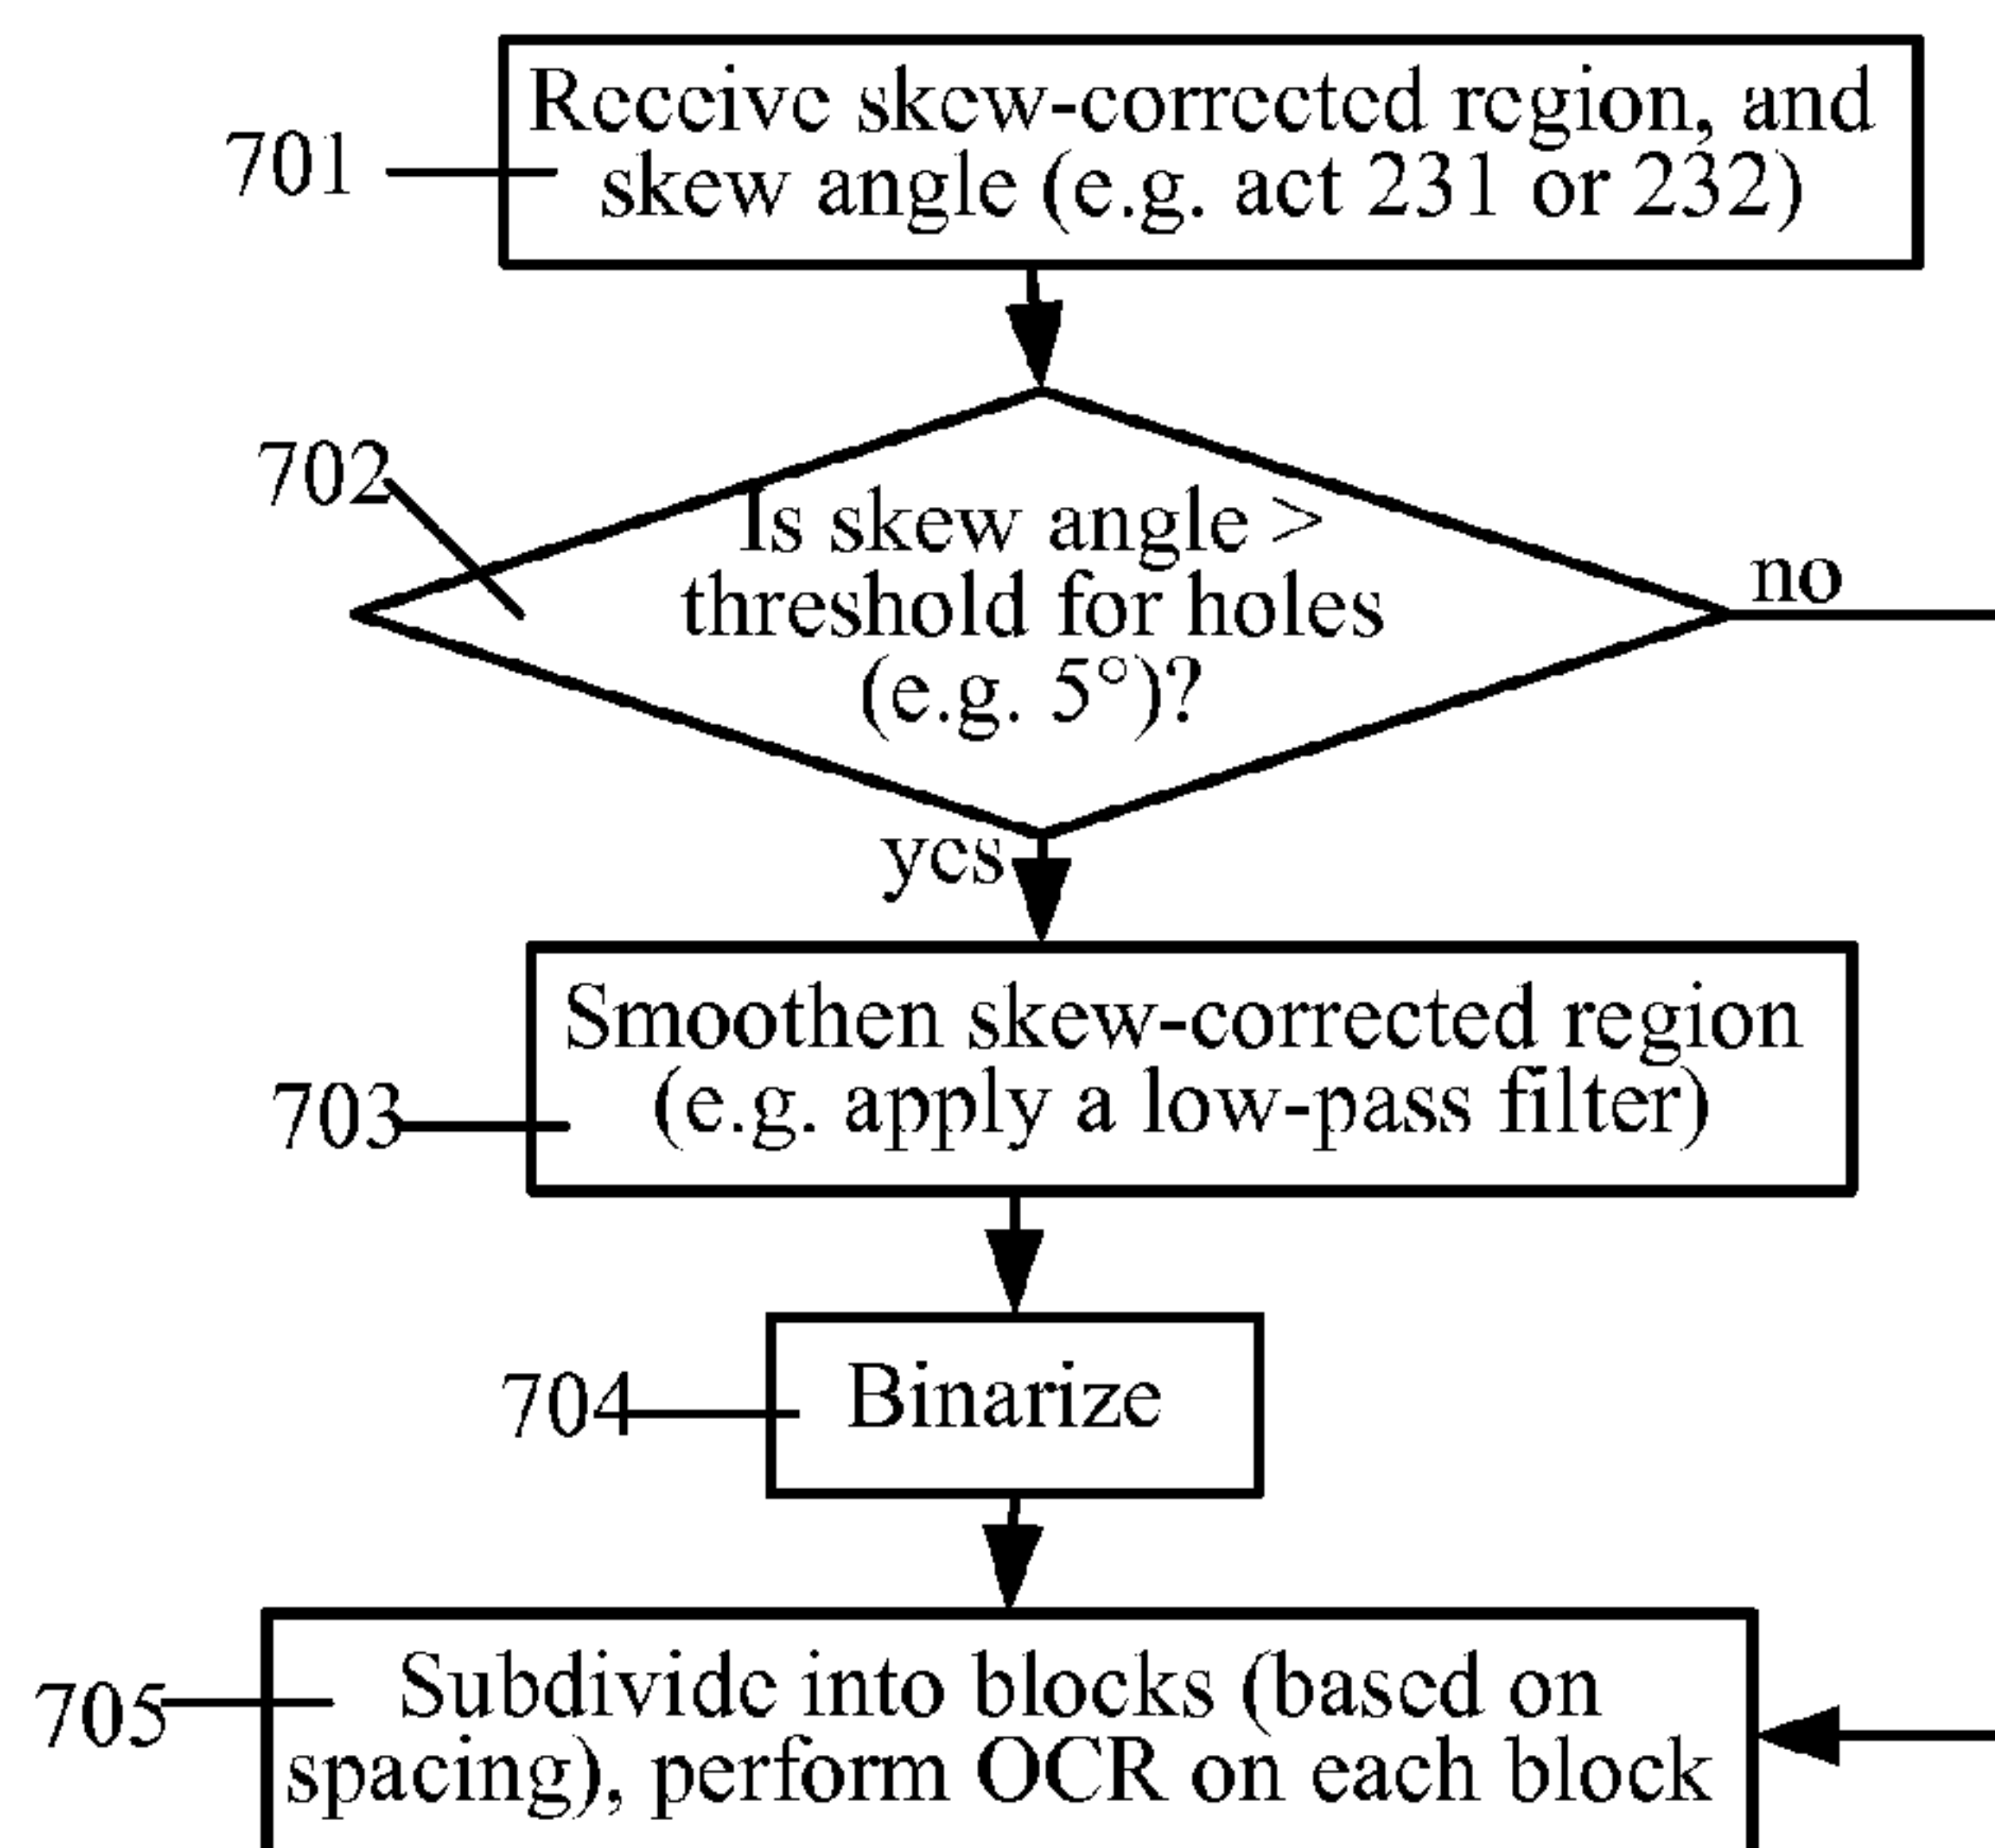 Receive skew-corrected region, and
701
skew angle (e.g. act 231 or 232)
702
Is skew angle >
threshold for holes
(e.g. 5°)?
no
yes
Smoothen skew-corrected region
(e.g. apply a low-pass filter)
703
Binarize
704
Subdivide into blocks (based on
705
spacing), perform OCR on each block